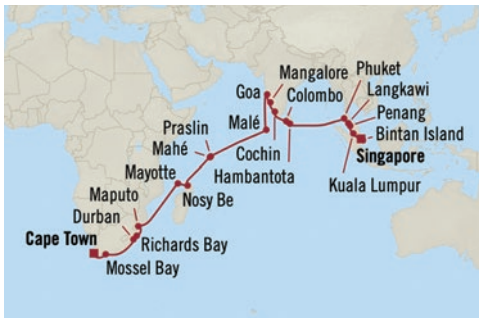 Mangalore
Phuket
Goa
Colombo
Langkawi
Penang
Praslin
Malé
Bintan Island
Mahé
Cochin
Singapore
Mayotte
Hambantota
Kuala Lumpur
Maputo
Nosy Be
Durban
Cape Town
Richards Bay
Mossel Bay